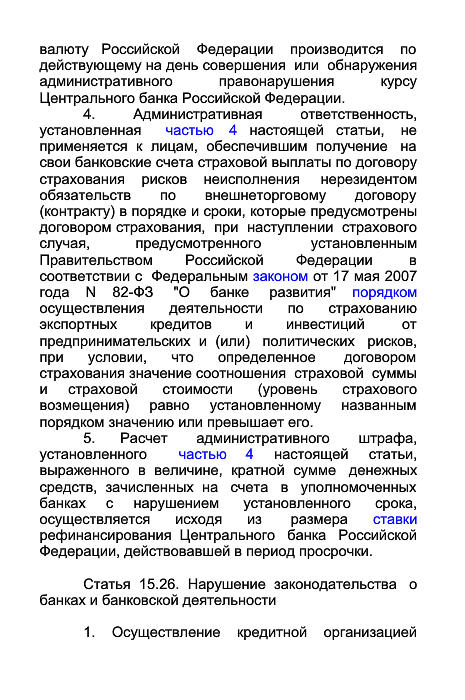 валюту Российской Федерации производится по
действующему на день совершения или обнаружения
административного правонарушения курсу
Центрального банка Российской Федерации.
4. Административная ответственность,
установленная частью 4 настоящей статьи, не
применяется к лицам, обеспечившим получение на
свои банковские счета страховой выплаты по договору
страхования рисков неисполнения нерезидентом
обязательств по внешнеторговому договору
(контракту) в порядке и сроки, которые предусмотрены
договором страхования, при наступлении страхового
случая, предусмотренного установленным
Правительством Российской Федерации в
соответствии с Федеральным законом от 17 мая 2007
года N 82-ФЗ "О банке развития" порядком
осуществления деятельности по страхованию
экспортных кредитов и инвестиций от
предпринимательских и (или) политических рисков,
при условии, что определенное договором
страхования значение соотношения страховой суммы
и страховой стоимости (уровень страхового
возмещения) равно установленному названным
порядком значению или превышает его.
5. Расчет административного штрафа,
установленного частью 4 настоящей статьи,
выраженного в величине, кратной сумме денежных
средств, зачисленных на счета в уполномоченных
банках с нарушением установленного срока,
осуществляется исходя из размера ставки
рефинансирования Центрального банка Российской
Федерации, действовавшей в период просрочки.
Статья 15.26. Нарушение законодательства о
банках и банковской деятельности
1. Осуществление кредитной организацией